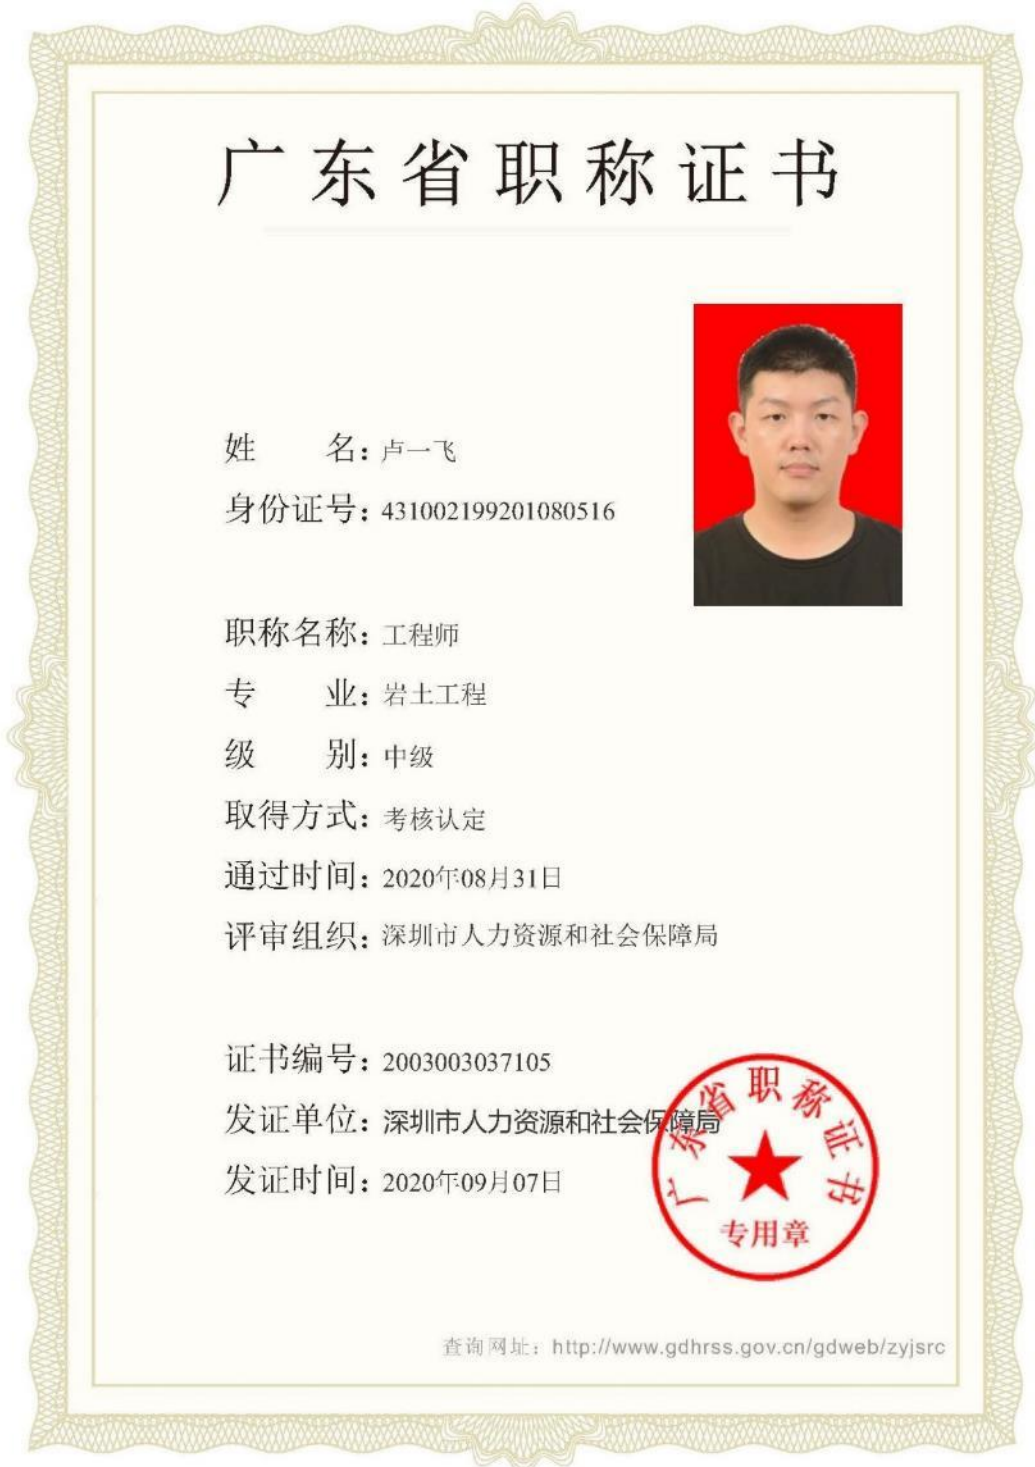 广东省职称证书
姓名：卢一飞
身份证号：431002199201080516
职称名称：工程师
专业：岩土工程
级别：中级
取得方式：考核认定
通过时间：2020年08月31日
评审组织：深圳市人力资源和社会保障局
证书编号：2003003037105
发证单位：深圳市人力资源和社会保障局
发证时间：2020年09月07日
广东省职称证书
专用章
查询网址：http://www.gdhrss.gov.cn/gdweb/zyjsrc